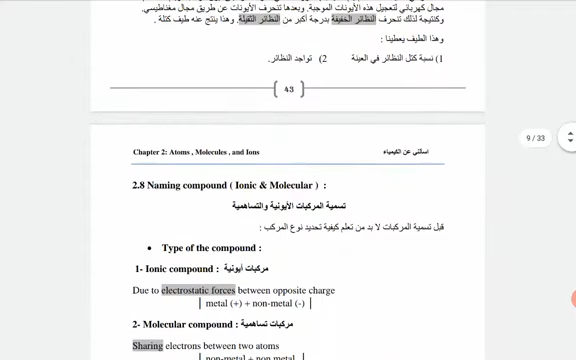 مجال كهربائي لتعجيل هذه الأيونات الموجبة. وبعدها تنحرف الأيونات عن طريق مجال مغناطيسي.
وكنتيجة لذلك تنحرف النظائر الخفيفة بدرجة أكبر من النظائر الثقيلة. وهذا ينتج عنه طيف كتلة .
وهذا الطيف يعطينا :
1) نسبة كتل النظائر في العينة 2) تواجد النظائر.
43
9 / 33
Chapter 2: Atoms , Molecules , and Ions اسألني عن الكيمياء
2.8 Naming compound ( Ionic & Molecular ) :
تسمية المركبات الأيونية والتساهمية
قبل تسمية المركبات لا بد من تعلم كيفية تحديد نوع المركب :
• Type of the compound :
1- Ionic compound : مركبات أيونية
Due to electrostatic forces between opposite charge
| metal (+) + non-metal (-) |
2- Molecular compound : مركبات تساهمية
Sharing electrons between two atoms
| non-metal + non metal |